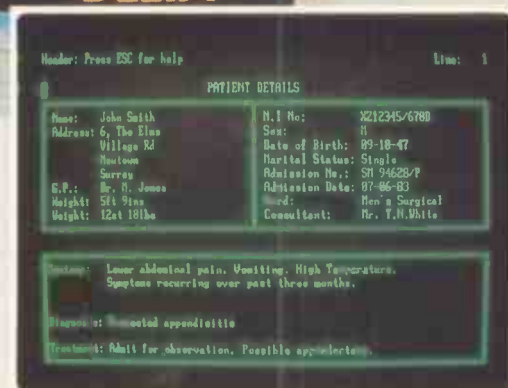 Header: Press ESC for help Line: 1
PATIENT DETAILS
Name: John Smith
Address: 6, The Elms
Village Rd
Newtown
Surrey
G.P.: Dr. M. Jones
Height: 5ft 9ins
Weight: 12st 10lbs
N.I No: XZ12345/678B
Sex: M
Date of Birth: 09-10-47
Marital Status: Single
Admission No.: SM 94628/P
Admission Date: 07-06-83
Ward: Men's Surgical
Consultant: Mr. T.N.White
Lower abdominal pain. Vomiting. High Temperature.
Symptoms recurring over past three months.
Diagnosis: Suspected appendicitis
Treatment: Admit for observation. Possible appendectomy.